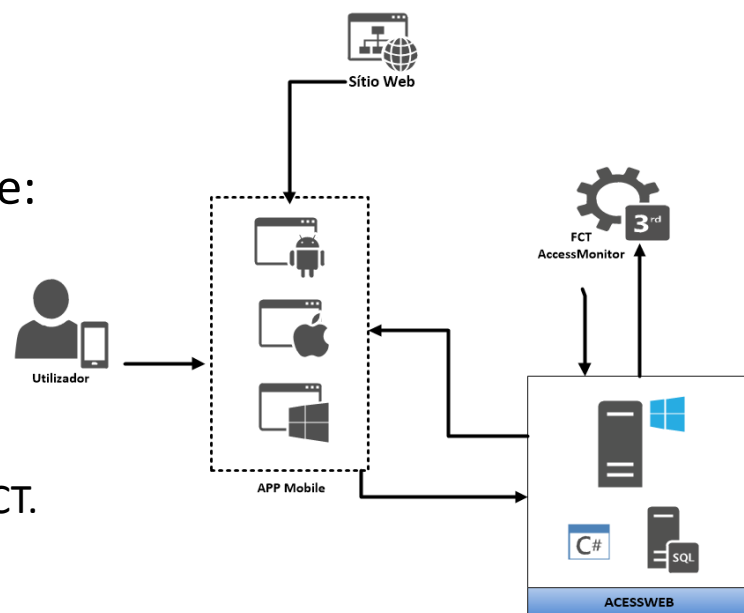 Sítio Web
e:
3rd
FCT
AccessMonitor
Utilizador
APP Mobile
CT.
C#
SQL
ACESSWEB